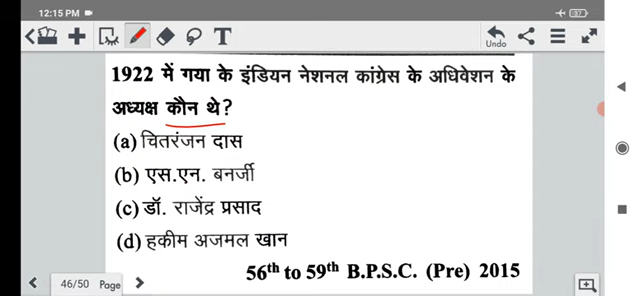 12:15 PM
37
T
Undo
1922 में गया के इंडियन नेशनल कांग्रेस के अधिवेशन के
अध्यक्ष कौन थे?
(a) चितरंजन दास
(b) एस.एन. बनर्जी
(c) डॉ. राजेंद्र प्रसाद
(d) हकीम अजमल खान
56th to 59th B.P.S.C. (Pre) 2015
46/50 Page